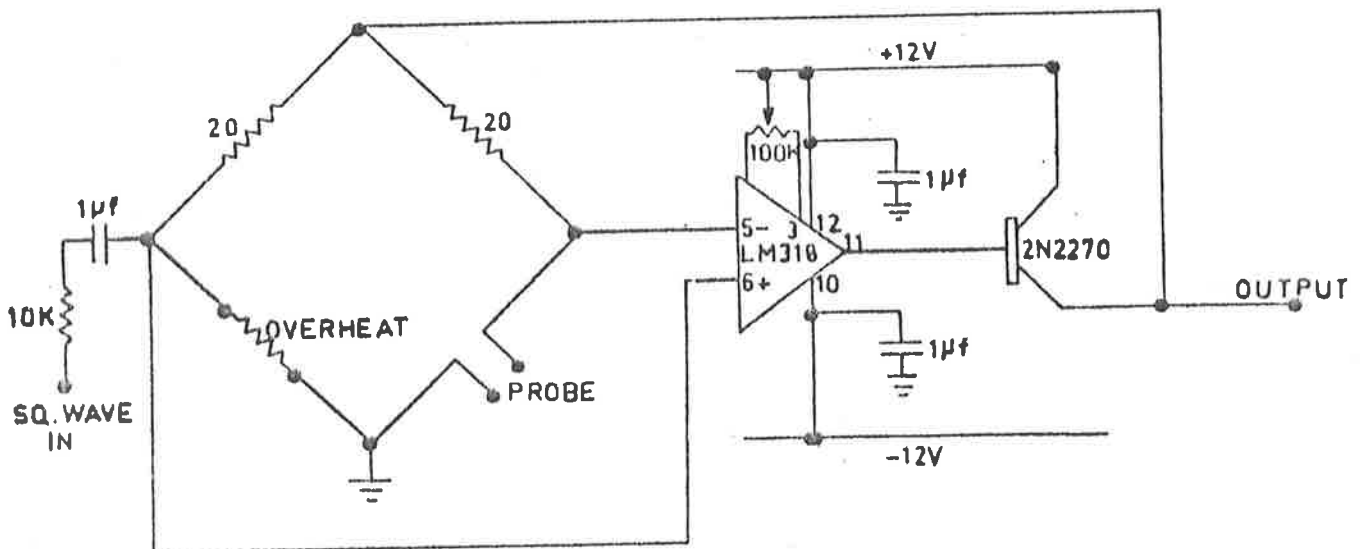 +12V
20
20
100K
1µf
1µf
5- 3 12
LM318
11
6+
10
2N2270
10K
OVERHEAT
OUTPUT
1µf
PROBE
SQ. WAVE
IN
-12V